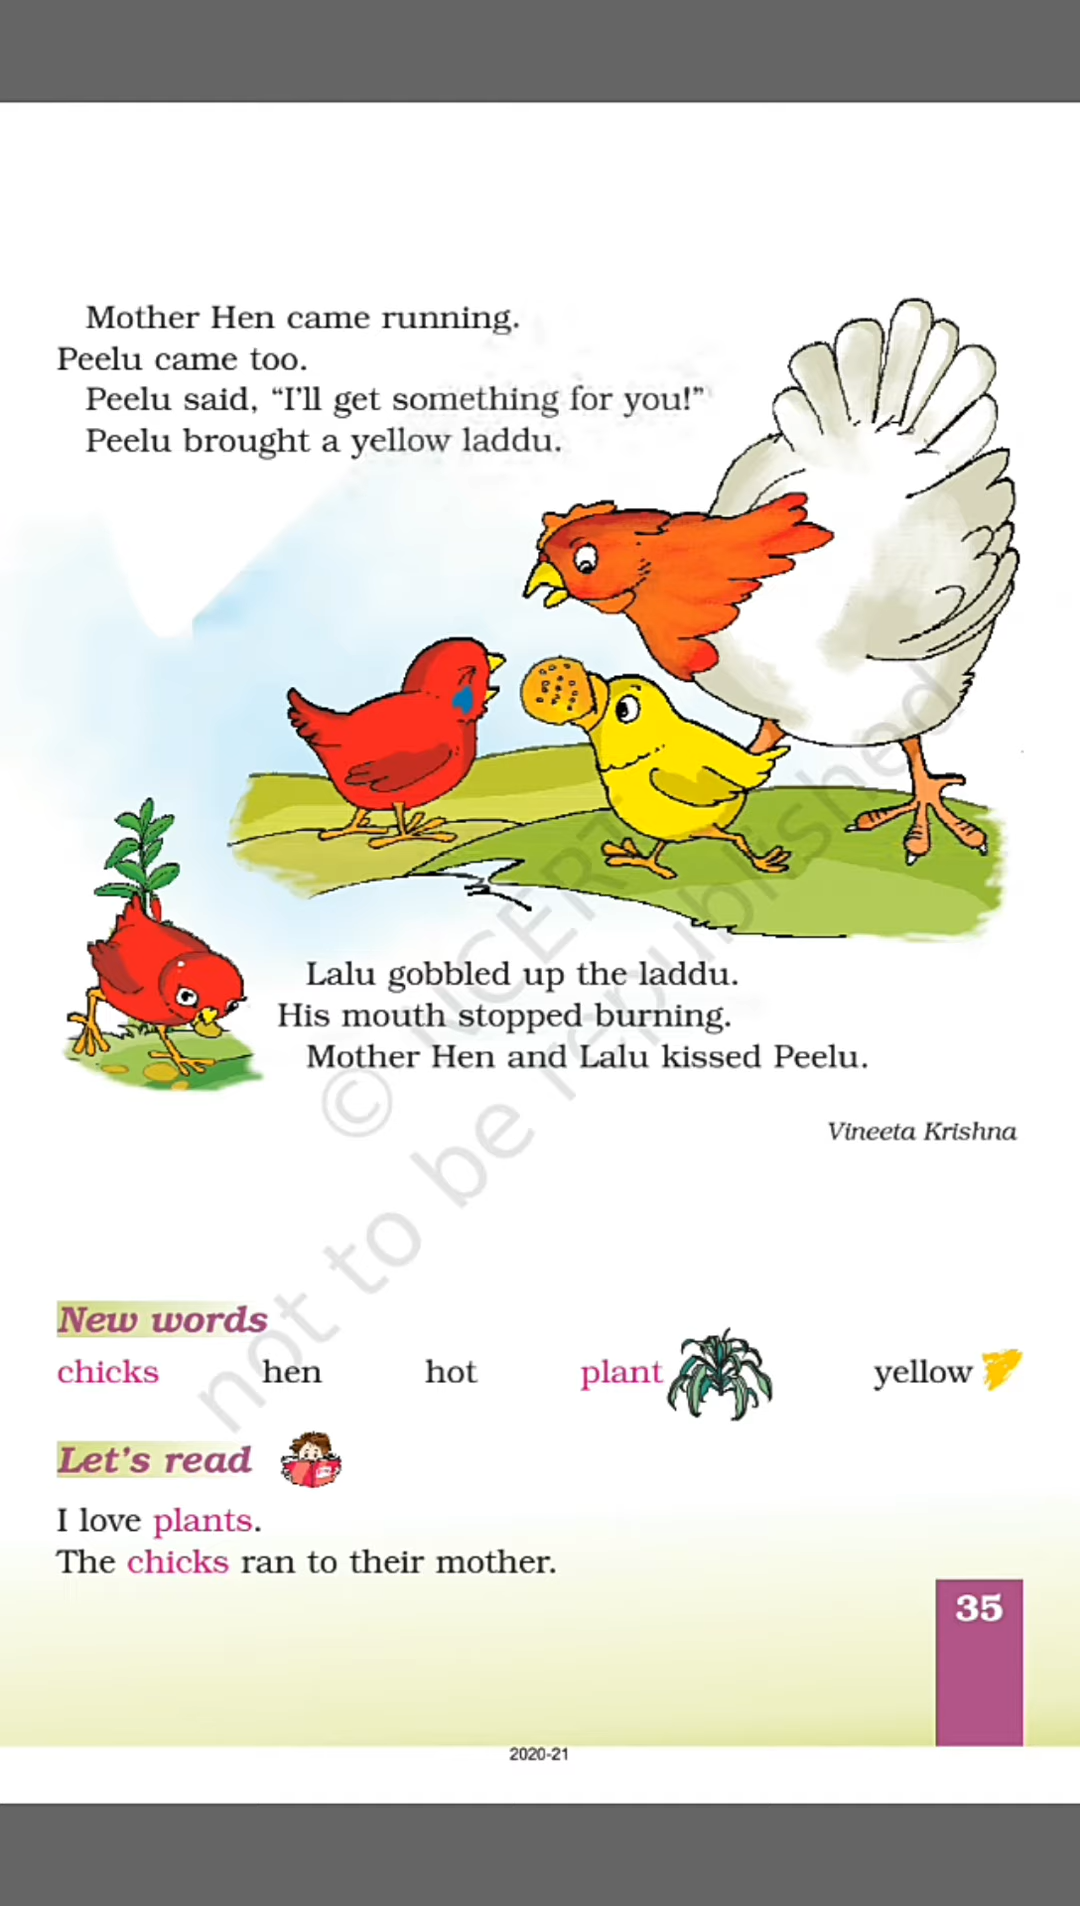 Mother Hen came running.
Peelu came too.
Peelu said, “I’ll get something for you!”
Peelu brought a yellow laddu.
Lalu gobbled up the laddu.
His mouth stopped burning.
Mother Hen and Lalu kissed Peelu.
Vineeta Krishna
New words
chicks hen hot plant yellow
Let’s read
I love plants.
The chicks ran to their mother.
35
2020-21
© NCERT
not to be republished